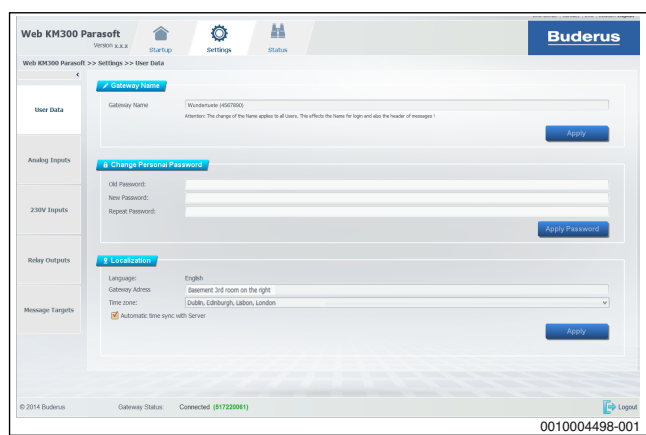 Web KM300 Parasoft
Version x.x.x
Startup
Settings
Status
Buderus
Web KM300 Parasoft >> Settings >> User Data
<
User Data
Analog Inputs
230V Inputs
Relay Outputs
Message Targets
Gateway Name
Gateway Name
Wundertuete (4567890)
Attention: The change of the Name applies to all Users. This effects the Name for login and also the header of messages !
Apply
Change Personal Password
Old Password:
New Password:
Repeat Password:
Apply Password
Localization
Language: English
Gateway Adress Basement 3rd room on the right
Time zone: Dublin, Edinburgh, Lisbon, London
Automatic time sync with Server
Apply
© 2014 Buderus
Gateway Status: Connected (517220061)
Logout
0010004498-001